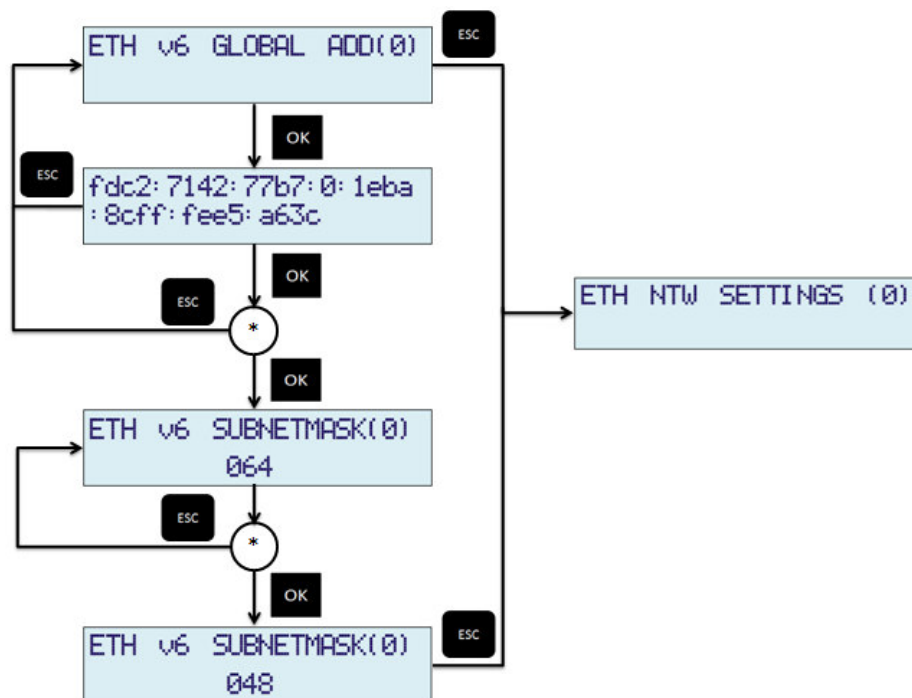 ETH v6 GLOBAL ADD(0)
ESC
OK
ESC
fdc2:7142:77b7:0:1eba
:8cff:fee5:a63c
OK
ESC
*
OK
ETH NTW SETTINGS (0)
ETH v6 SUBNETMASK(0)
064
ESC
*
OK
ETH v6 SUBNETMASK(0)
048
ESC